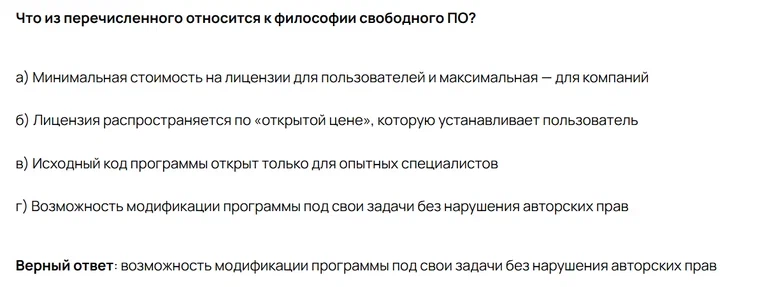 Что из перечисленного относится к философии свободного ПО?
а) Минимальная стоимость на лицензии для пользователей и максимальная — для компаний
б) Лицензия распространяется по «открытой цене», которую устанавливает пользователь
в) Исходный код программы открыт только для опытных специалистов
г) Возможность модификации программы под свои задачи без нарушения авторских прав
Верный ответ: возможность модификации программы под свои задачи без нарушения авторских прав